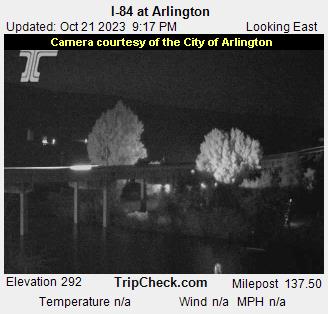 I-84 at Arlington
Updated: Oct 21 2023 9:17 PM Looking East
Camera courtesy of the City of Arlington
Elevation 292 TripCheck.com Milepost 137.50
Temperature n/a Wind n/a MPH n/a